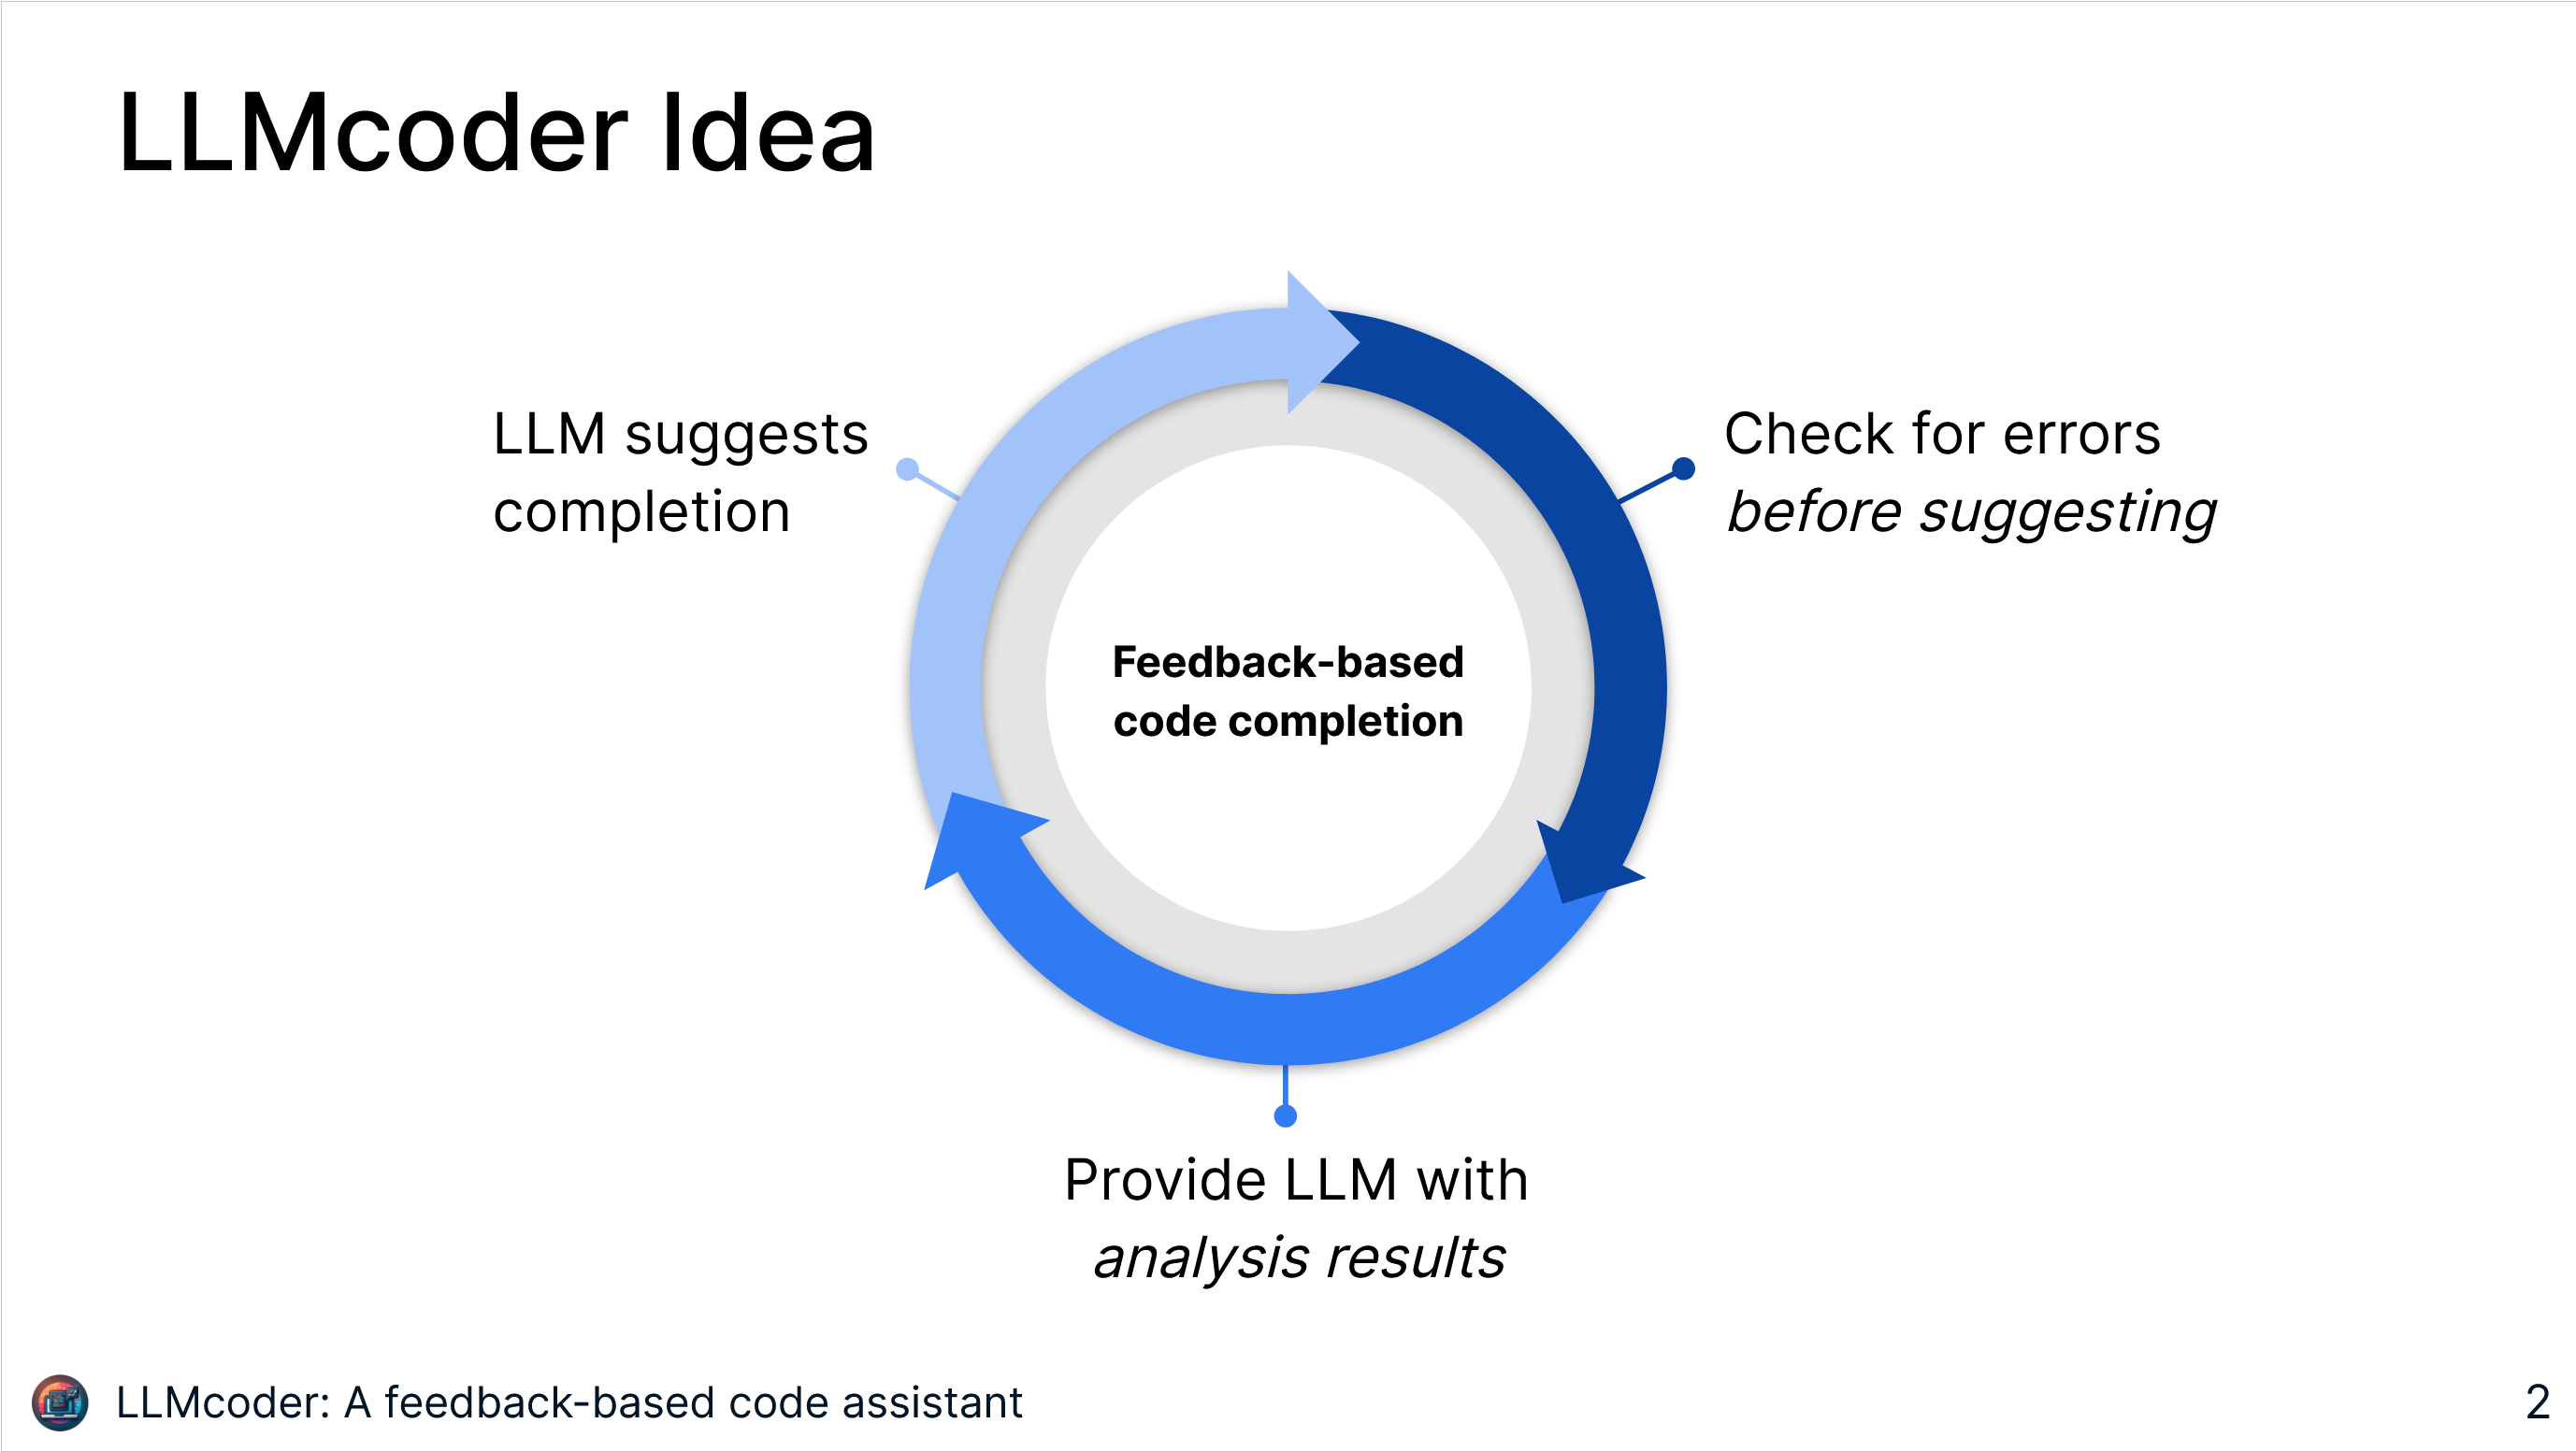 LLMcoder Idea
LLM suggests
completion
Check for errors
before suggesting
Feedback-based
code completion
Provide LLM with
analysis results
LLMcoder: A feedback-based code assistant
2